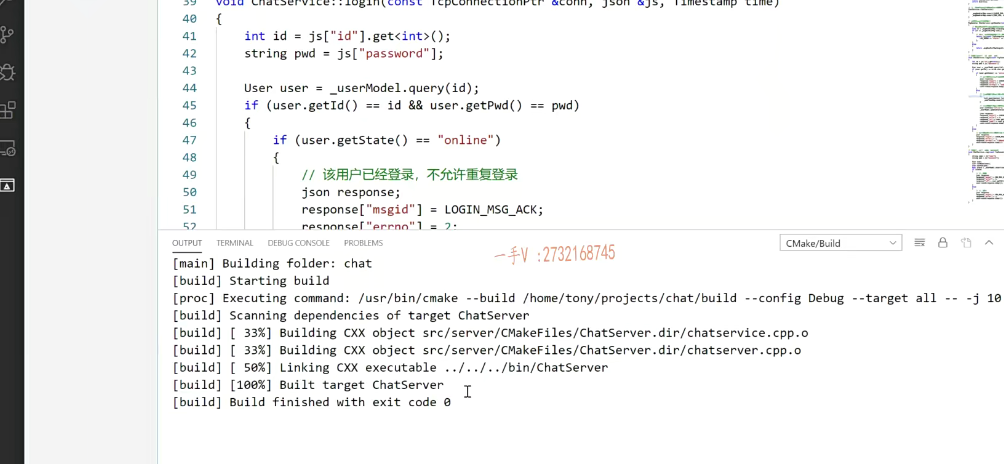 39 void ChatService::login(const TcpConnectionPtr &conn, json &js, Timestamp time)
40 {
41 int id = js["id"].get<int>();
42 string pwd = js["password"];
43
44 User user = _userModel.query(id);
45 if (user.getId() == id && user.getPwd() == pwd)
46 {
47 if (user.getState() == "online")
48 {
49 // 该用户已经登录，不允许重复登录
50 json response;
51 response["msgid"] = LOGIN_MSG_ACK;
52 response["errno"] = 2;
OUTPUT TERMINAL DEBUG CONSOLE PROBLEMS CMake/Build
一手V :2732168745
[main] Building folder: chat
[build] Starting build
[proc] Executing command: /usr/bin/cmake --build /home/tony/projects/chat/build --config Debug --target all -- -j 10
[build] Scanning dependencies of target ChatServer
[build] [ 33%] Building CXX object src/server/CMakeFiles/ChatServer.dir/chatservice.cpp.o
[build] [ 33%] Building CXX object src/server/CMakeFiles/ChatServer.dir/chatserver.cpp.o
[build] [ 50%] Linking CXX executable ../../../bin/ChatServer
[build] [100%] Built target ChatServer
[build] Build finished with exit code 0